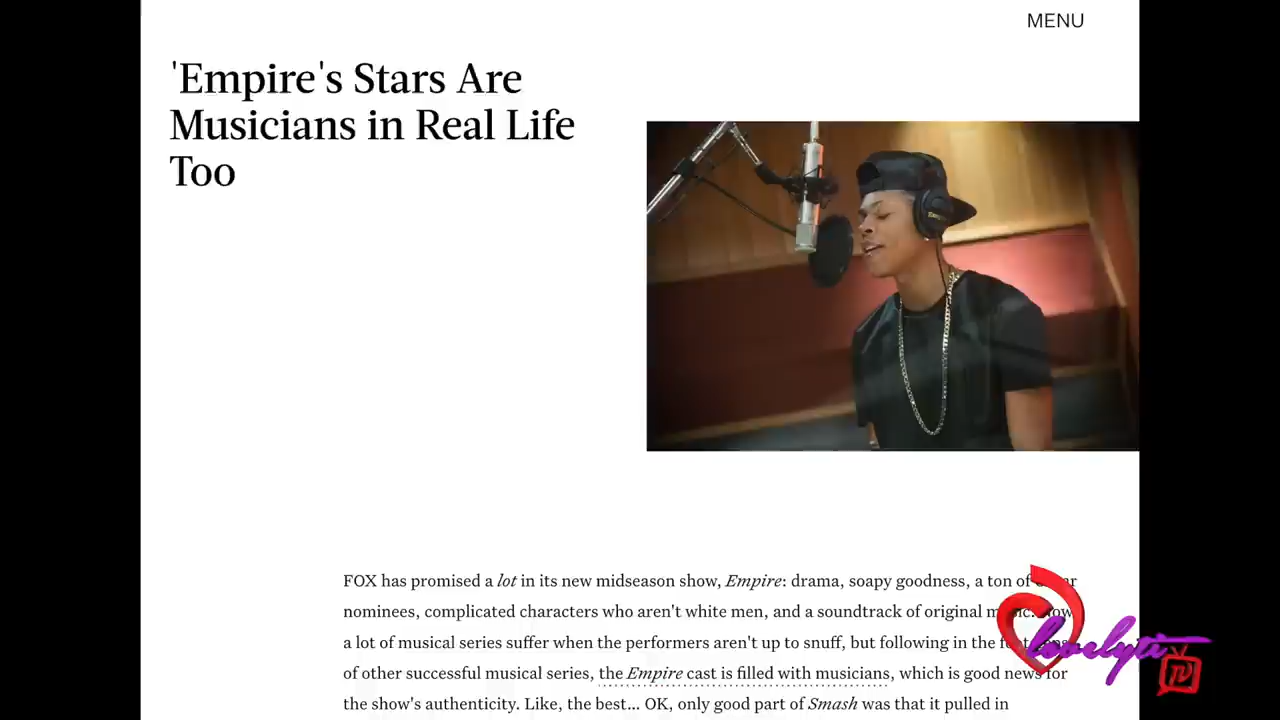 MENU
'Empire's Stars Are
Musicians in Real Life
Too
FOX has promised a lot in its new midseason show, Empire: drama, soapy goodness, a ton of
nominees, complicated characters who aren't white men, and a soundtrack of original
a lot of musical series suffer when the performers aren't up to snuff, but following in the
of other successful musical series, the Empire cast is filled with musicians, which is good news for
the show's authenticity. Like, the best... OK, only good part of Smash was that it pulled in
lovelyti
TV